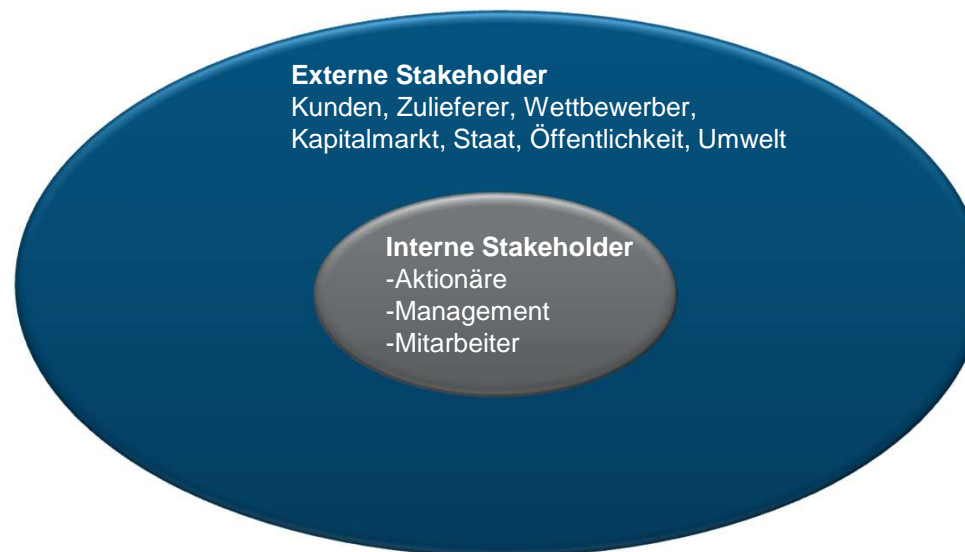 Externe Stakeholder
Kunden, Zulieferer, Wettbewerber,
Kapitalmarkt, Staat, Öffentlichkeit, Umwelt
Interne Stakeholder
-Aktionäre
-Management
-Mitarbeiter